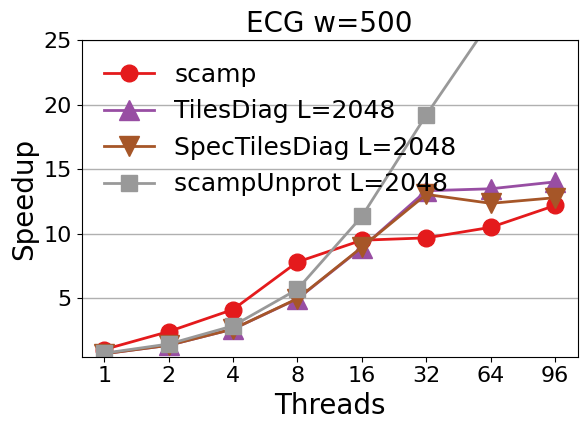 ECG w=500
25
20
15
10
5
Speedup
scamp
TilesDiag L=2048
SpecTilesDiag L=2048
scampUnprot L=2048
1 2 4 8 16 32 64 96
Threads